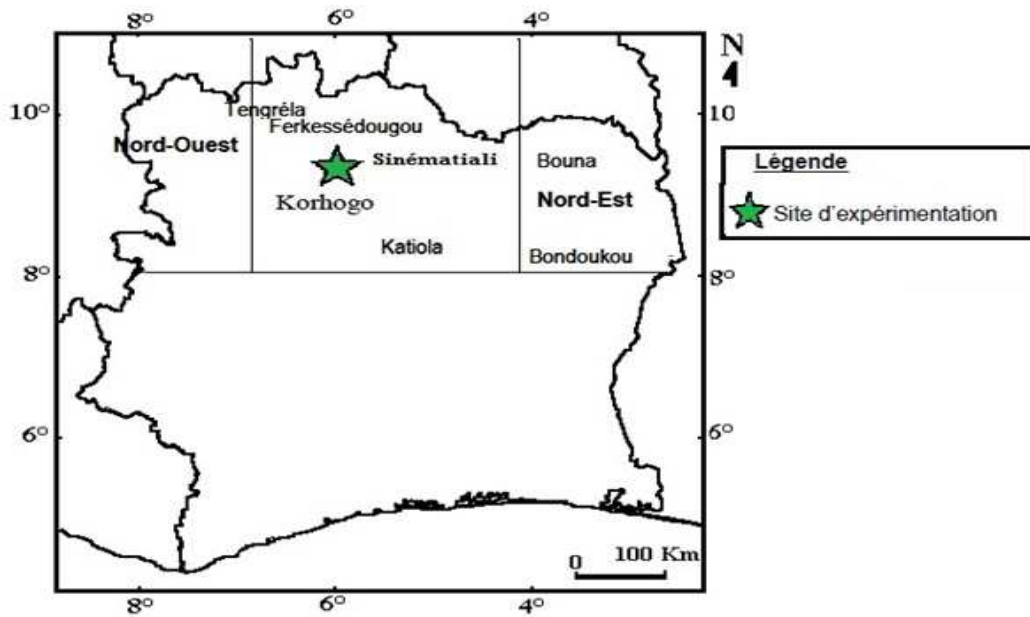 8° 6° 4°
N
10° 10
Tengréla
Ferkessédougou
Nord-Ouest
Sinématiali
Bouna
Korhogo
Nord-Est
Katiola
Bondoukou
Légende
Site d'expérimentation
8° 8°
6° 6°
0 100 Km
8° 6° 4°